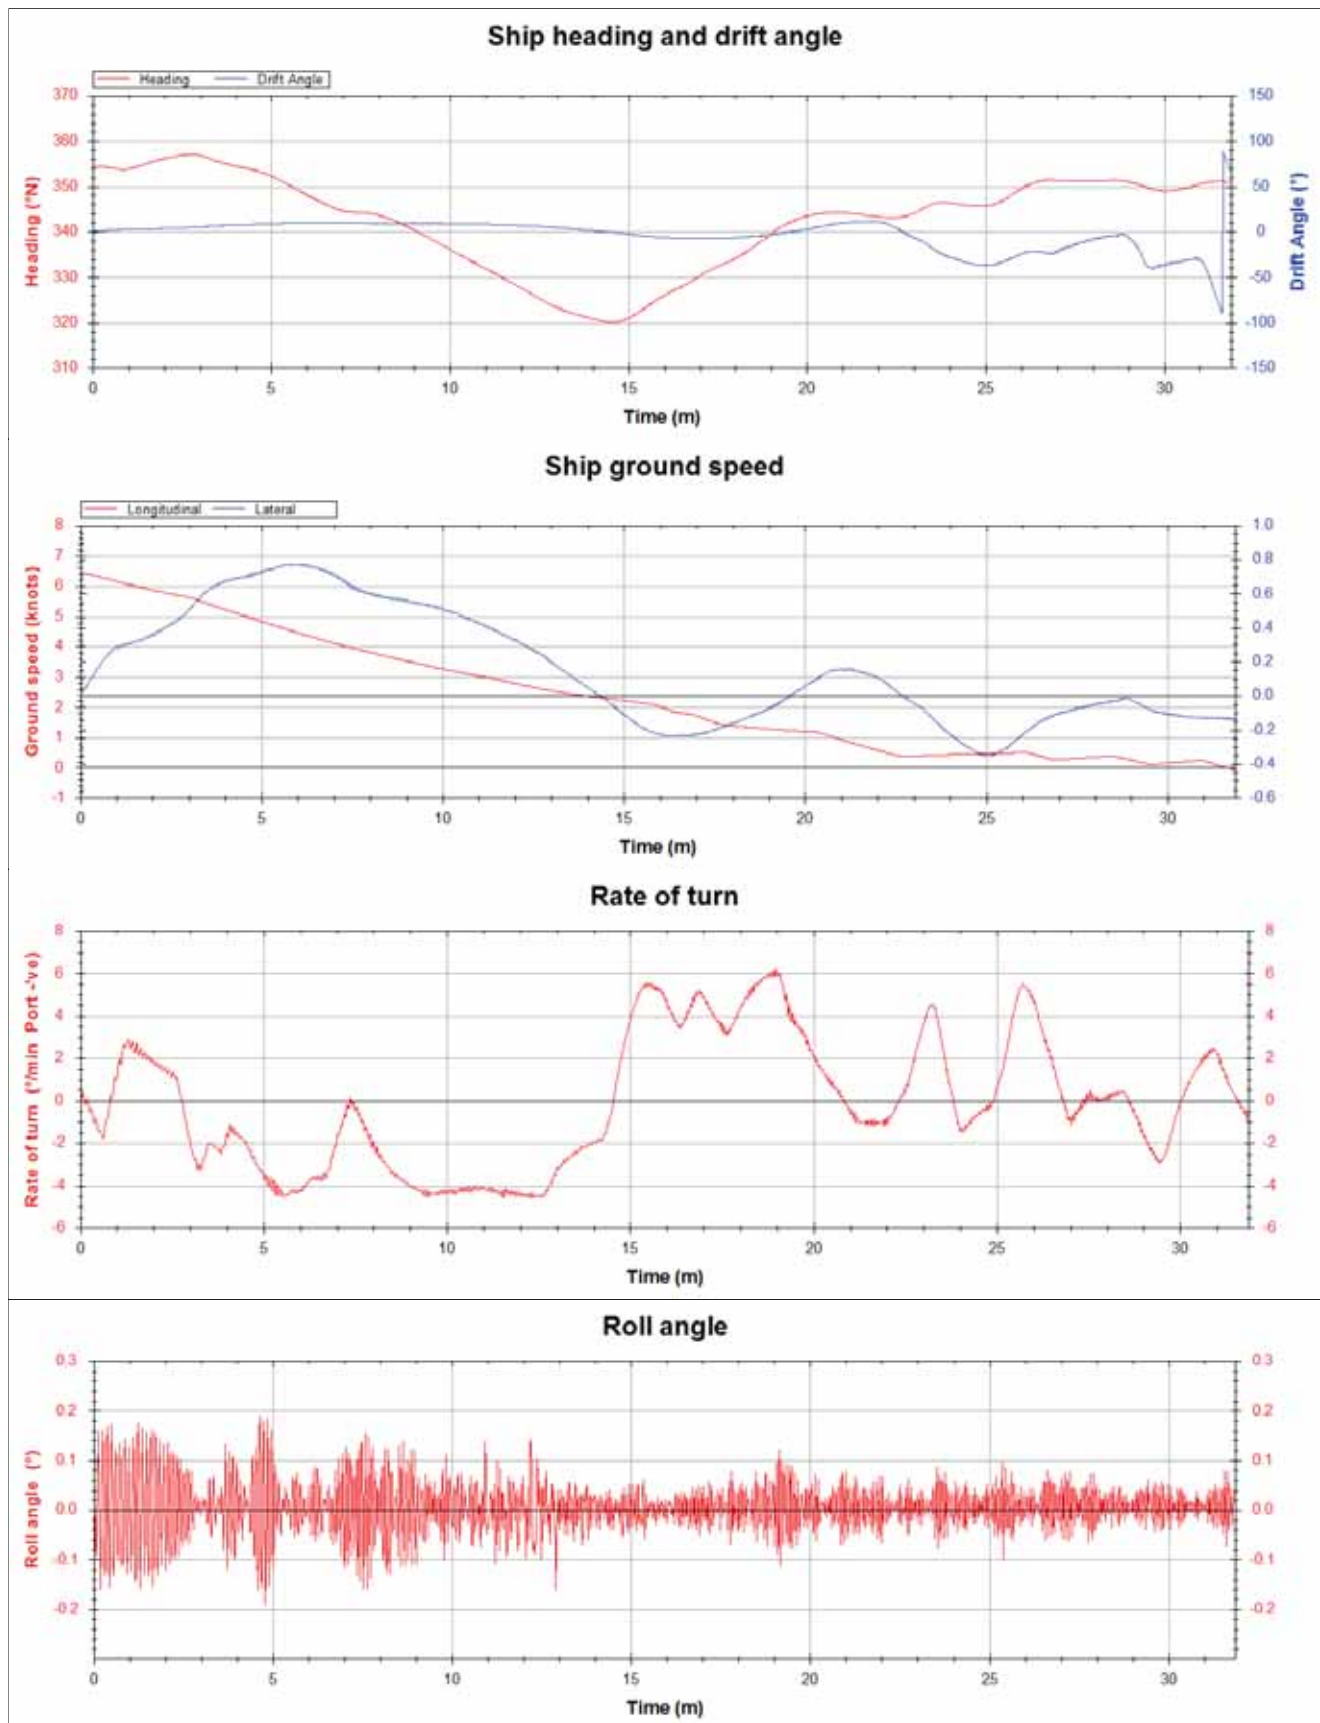 Ship heading and drift angle
Heading Drift Angle
370 150
360 100
350 50
340 0
330 -50
320 -100
310 -150
Heading (°N)
Drift Angle (°)
0 5 10 15 20 25 30
Time (m)
Ship ground speed
Longitudinal Lateral
8 1.0
7 0.8
6 0.6
5 0.4
4 0.2
3 0.0
2 -0.2
1 -0.4
0 -0.6
-1
Ground speed (knots)
0 5 10 15 20 25 30
Time (m)
Rate of turn
8 8
6 6
4 4
2 2
0 0
-2 -2
-4 -4
-6 -6
Rate of turn (°/min Port -'ve)
0 5 10 15 20 25 30
Time (m)
Roll angle
0.3 0.3
0.2 0.2
0.1 0.1
0.0 0.0
-0.1 -0.1
-0.2 -0.2
Roll angle (°)
0 5 10 15 20 25 30
Time (m)